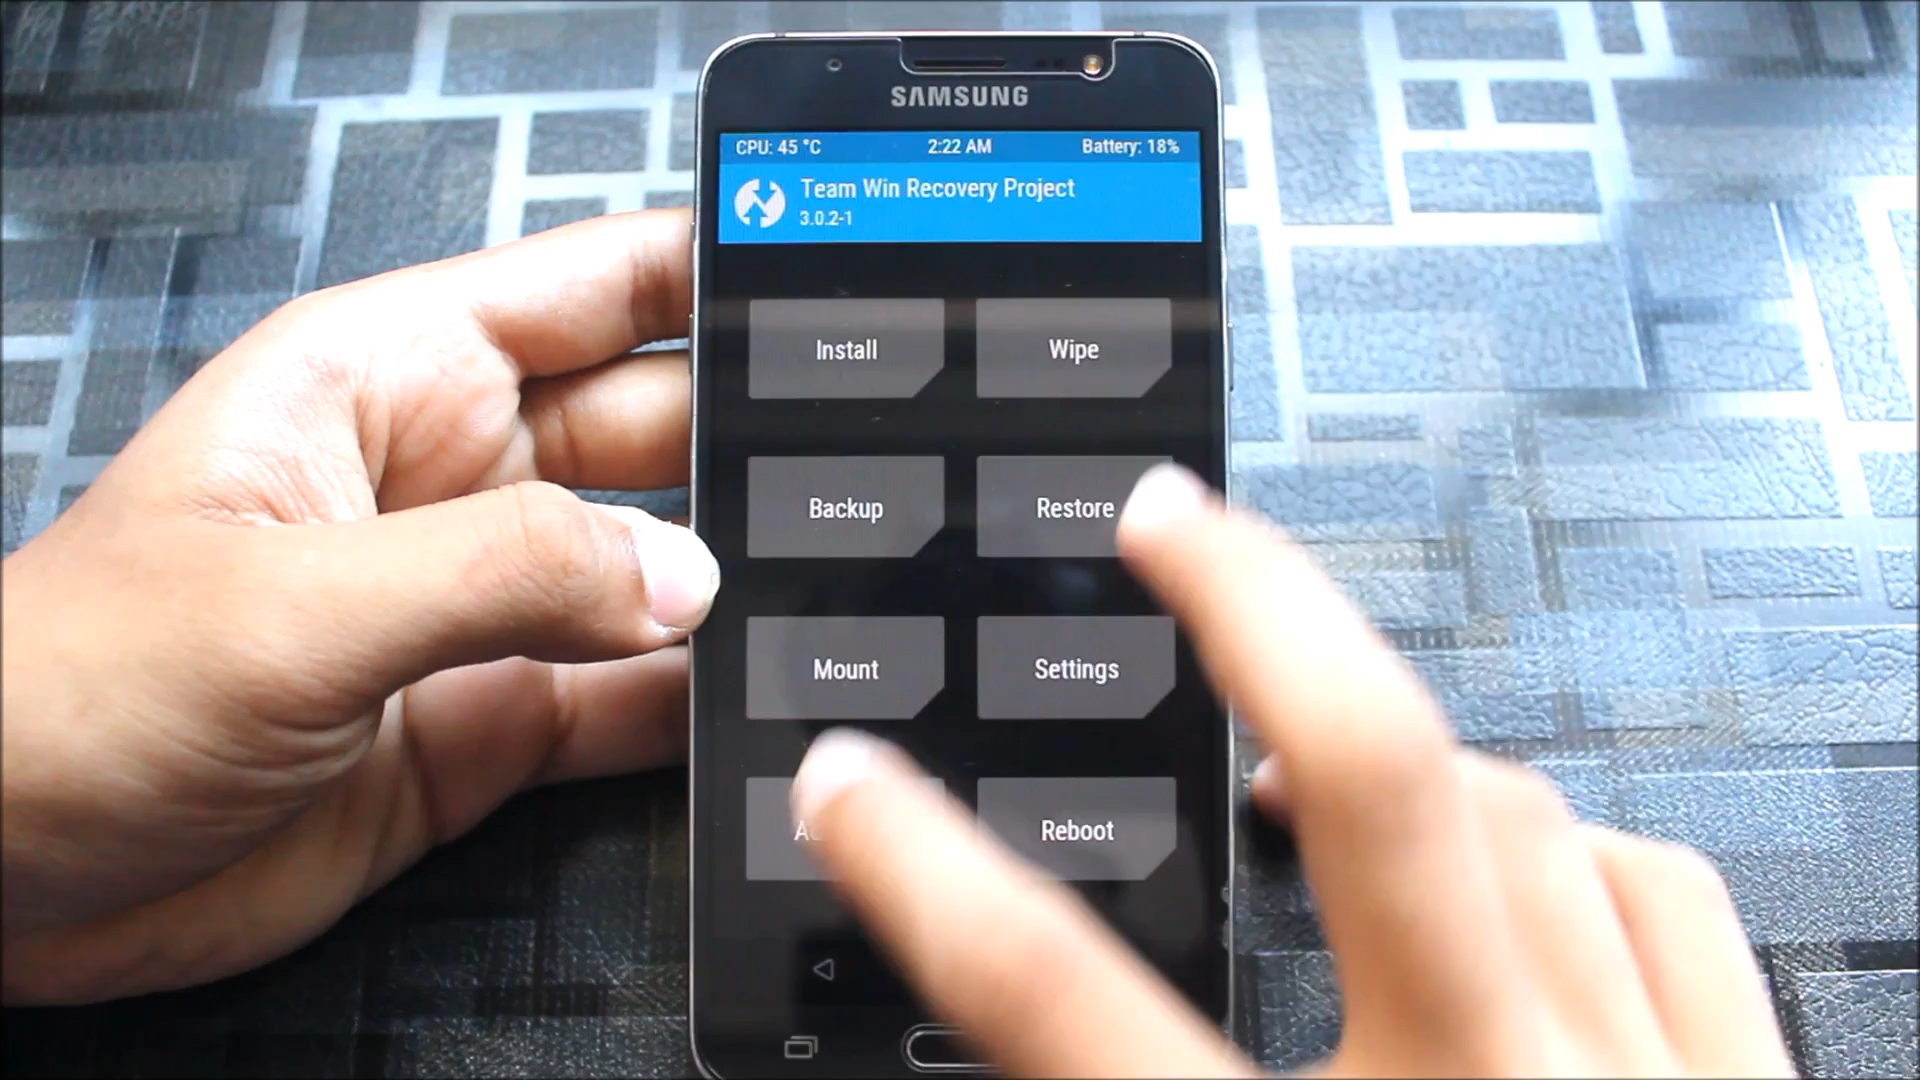 SAMSUNG
CPU: 45 °C 2:22 AM Battery: 18%
Team Win Recovery Project
3.0.2-1
Install Wipe
Backup Restore
Mount Settings
Reboot